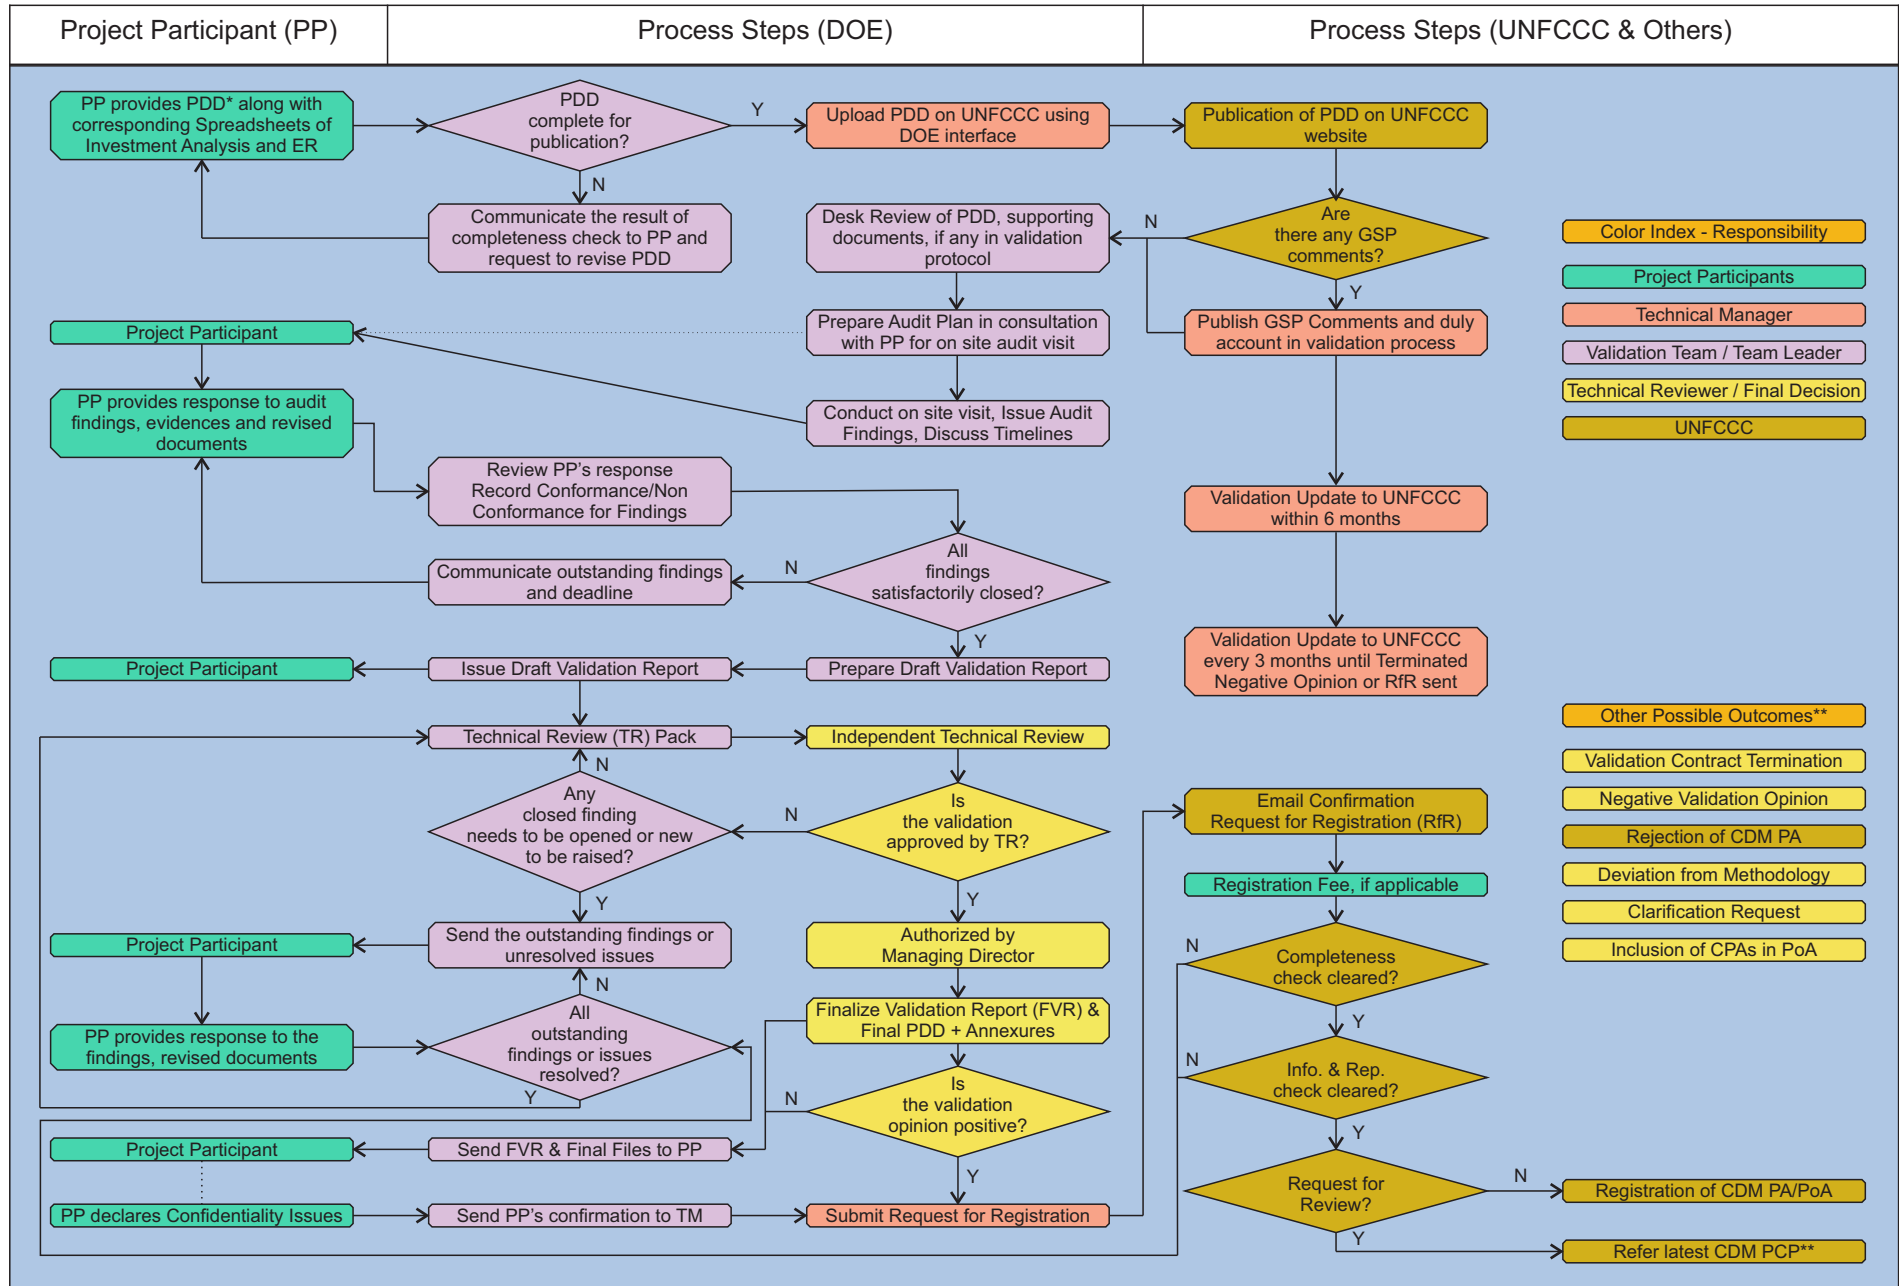 Project Participant (PP)
Process Steps (DOE)
Process Steps (UNFCCC & Others)
PP provides PDD* along with
corresponding Spreadsheets of
Investment Analysis and ER
PDD
complete for
publication?
Y
Upload PDD on UNFCCC using
DOE interface
Publication of PDD on UNFCCC
website
N
Communicate the result of
completeness check to PP and
request to revise PDD
Desk Review of PDD, supporting
documents, if any in validation
protocol
N
Are
there any GSP
comments?
Y
Color Index - Responsibility
Project Participants
Technical Manager
Validation Team / Team Leader
Technical Reviewer / Final Decision
UNFCCC
Project Participant
Prepare Audit Plan in consultation
with PP for on site audit visit
Publish GSP Comments and duly
account in validation process
PP provides response to audit
findings, evidences and revised
documents
Conduct on site visit, Issue Audit
Findings, Discuss Timelines
Review PP's response
Record Conformance/Non
Conformance for Findings
Validation Update to UNFCCC
within 6 months
Communicate outstanding findings
and deadline
N
All
findings
satisfactorily closed?
Y
Validation Update to UNFCCC
every 3 months until Terminated
Negative Opinion or RfR sent
Project Participant
Issue Draft Validation Report
Prepare Draft Validation Report
Technical Review (TR) Pack
Independent Technical Review
N
Any
closed finding
needs to be opened or new
to be raised?
Y
N
Is
the validation
approved by TR?
Y
Email Confirmation
Request for Registration (RfR)
Registration Fee, if applicable
Other Possible Outcomes**
Validation Contract Termination
Negative Validation Opinion
Rejection of CDM PA
Deviation from Methodology
Clarification Request
Inclusion of CPAs in PoA
Project Participant
Send the outstanding findings or
unresolved issues
Authorized by
Managing Director
N
Completeness
check cleared?
Y
N
PP provides response to the
findings, revised documents
All
outstanding
findings or issues
resolved?
Y
Finalize Validation Report (FVR) &
Final PDD + Annexures
N
Info. & Rep.
check cleared?
Y
N
Is
the validation
opinion positive?
Y
Project Participant
Send FVR & Final Files to PP
Request for
Review?
N
Registration of CDM PA/PoA
Y
Refer latest CDM PCP**
PP declares Confidentiality Issues
Send PP's confirmation to TM
Submit Request for Registration